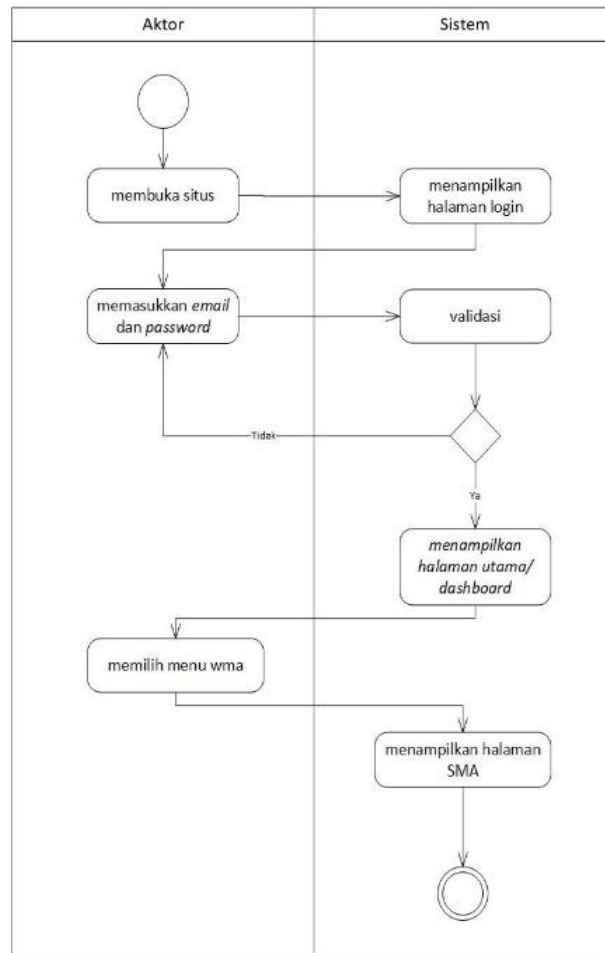 Aktor
Sistem
membuka situs
menampilkan
halaman login
memasukkan email
dan password
validasi
Tidak
Ya
menampilkan
halaman utama/
dashboard
memilih menu wma
menampilkan halaman
SMA